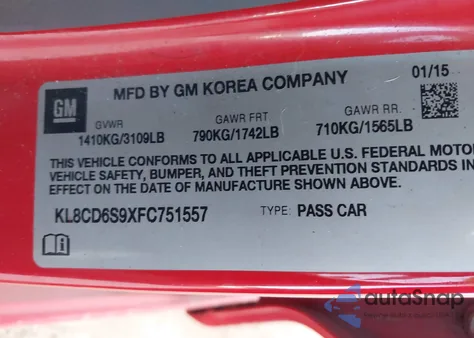 MFD BY GM KOREA COMPANY 01/15
GM
GVWR GAWR FRT GAWR RR.
1410KG/3109LB 790KG/1742LB 710KG/1565LB
THIS VEHICLE CONFORMS TO ALL APPLICABLE U.S. FEDERAL MOTOR
VEHICLE SAFETY, BUMPER, AND THEFT PREVENTION STANDARDS IN
EFFECT ON THE DATE OF MANUFACTURE SHOWN ABOVE.
KL8CD6S9XFC751557 TYPE: PASS CAR
autoSnap